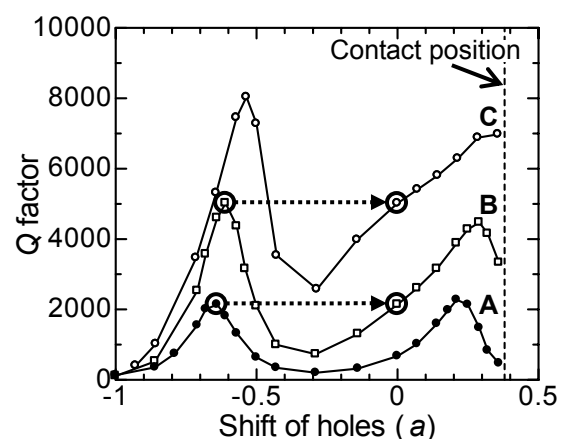 10000
8000
6000
4000
2000
0
Q factor
Contact position
C
B
A
-1
-0.5
0
0.5
Shift of holes (a)